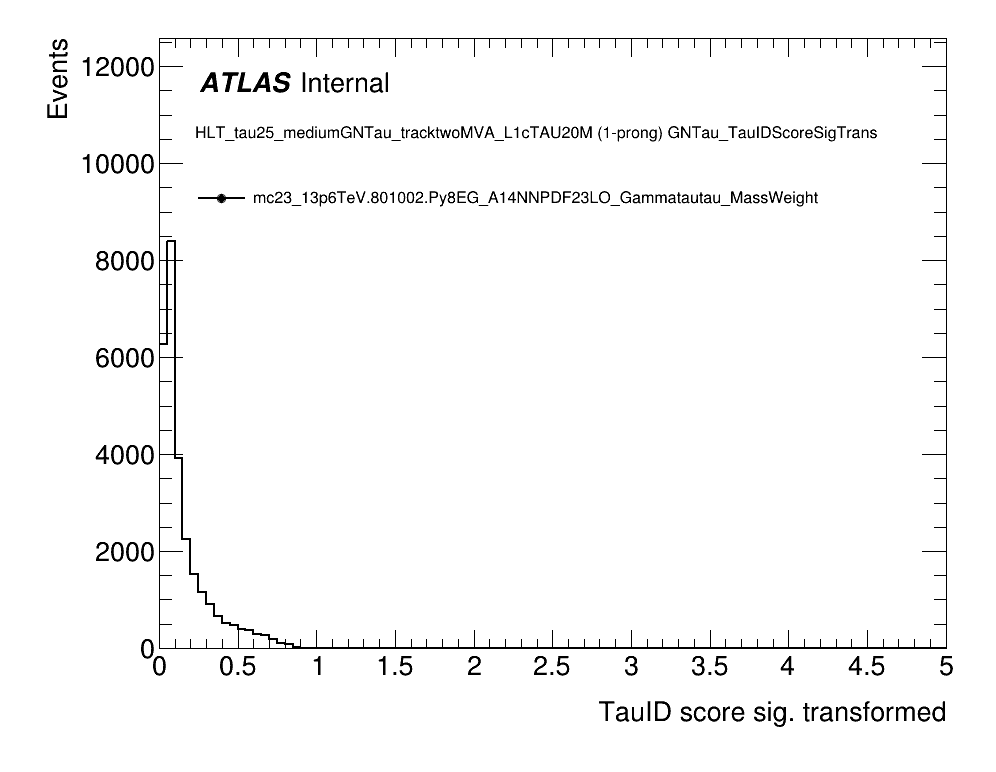 Events
12000
10000
8000
6000
4000
2000
0
ATLAS Internal
HLT_tau25_mediumGNTau_tracktwoMVA_L1cTAU20M (1-prong) GNTau_TauIDScoreSigTrans
mc23_13p6TeV.801002.Py8EG_A14NNPDF23LO_Gammatautau_MassWeight
0 0.5 1 1.5 2 2.5 3 3.5 4 4.5 5
TauID score sig. transformed